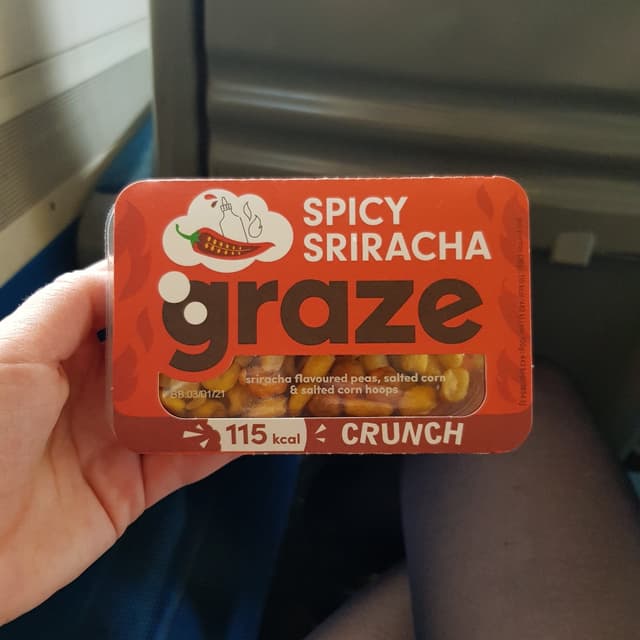 SPICY
SRIRACHA
graze
sriracha flavoured peas, salted corn
& salted corn hoops
BB:03/01/21
115 kcal
CRUNCH